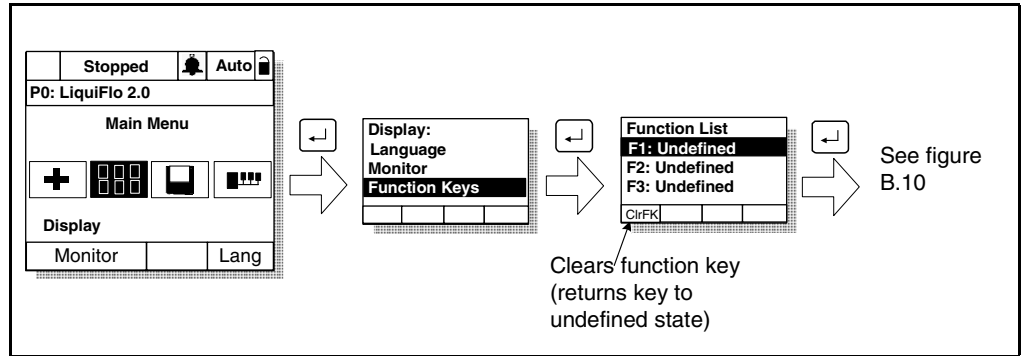 Stopped Auto
P0: LiquiFlo 2.0
Main Menu
Display
Monitor Lang
Display:
Language
Monitor
Function Keys
Function List
F1: Undefined
F2: Undefined
F3: Undefined
ClrFK
Clears function key
(returns key to
undefined state)
See figure
B.10